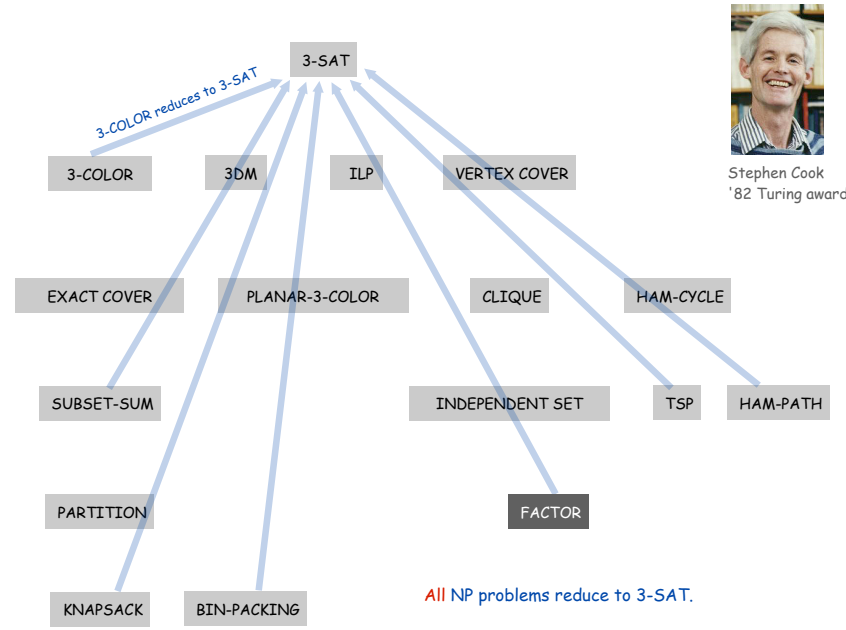 3-SAT
3-COLOR reduces to 3-SAT
3-COLOR
3DM
ILP
VERTEX COVER
Stephen Cook
'82 Turing award
EXACT COVER
PLANAR-3-COLOR
CLIQUE
HAM-CYCLE
SUBSET-SUM
INDEPENDENT SET
TSP
HAM-PATH
PARTITION
FACTOR
All NP problems reduce to 3-SAT.
KNAPSACK
BIN-PACKING